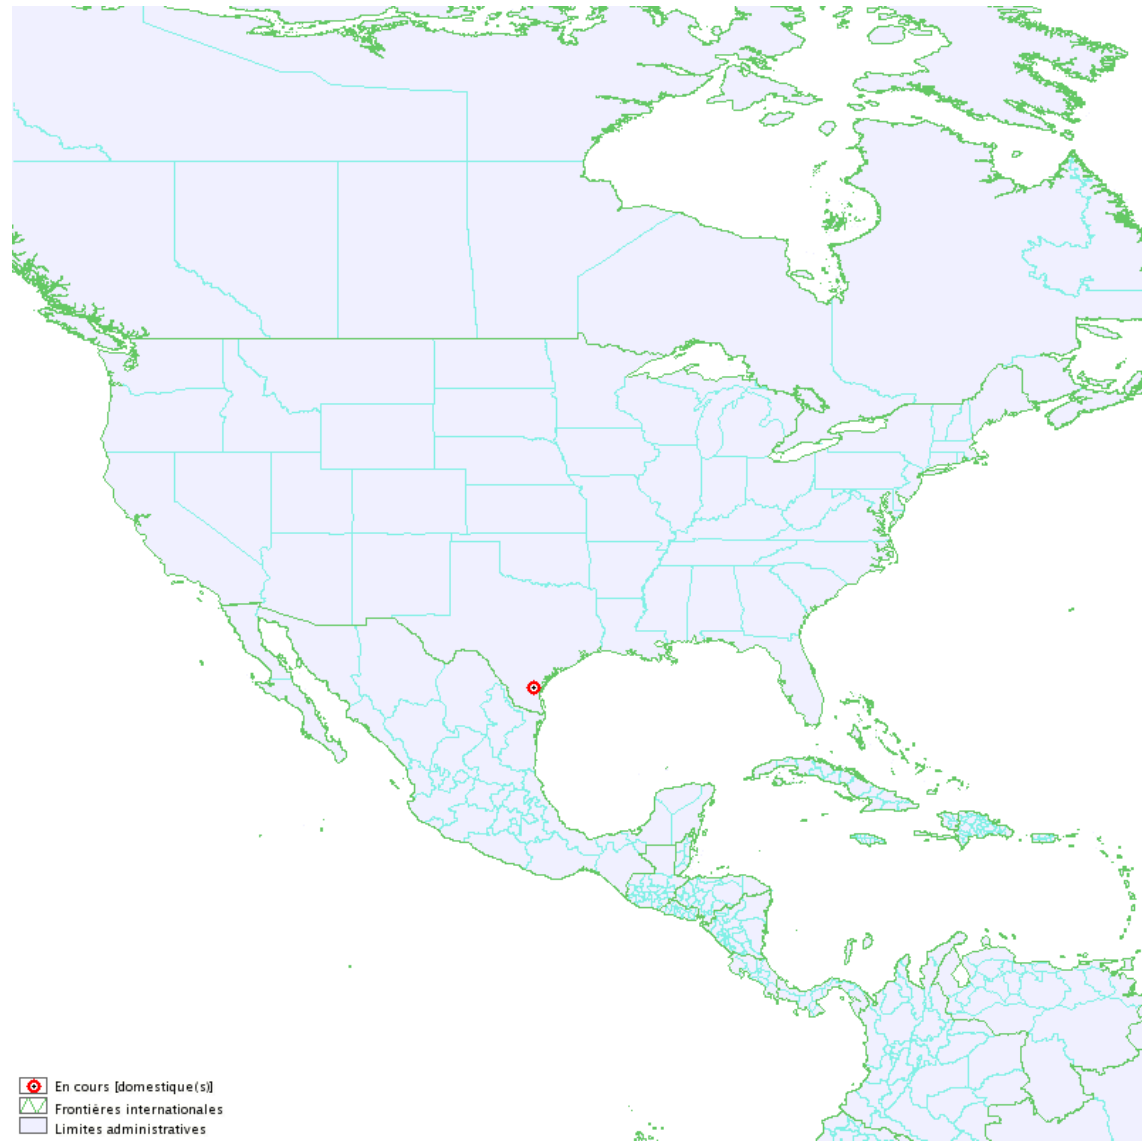 En cours [domestique(s)]
Frontières internationales
Limites administratives